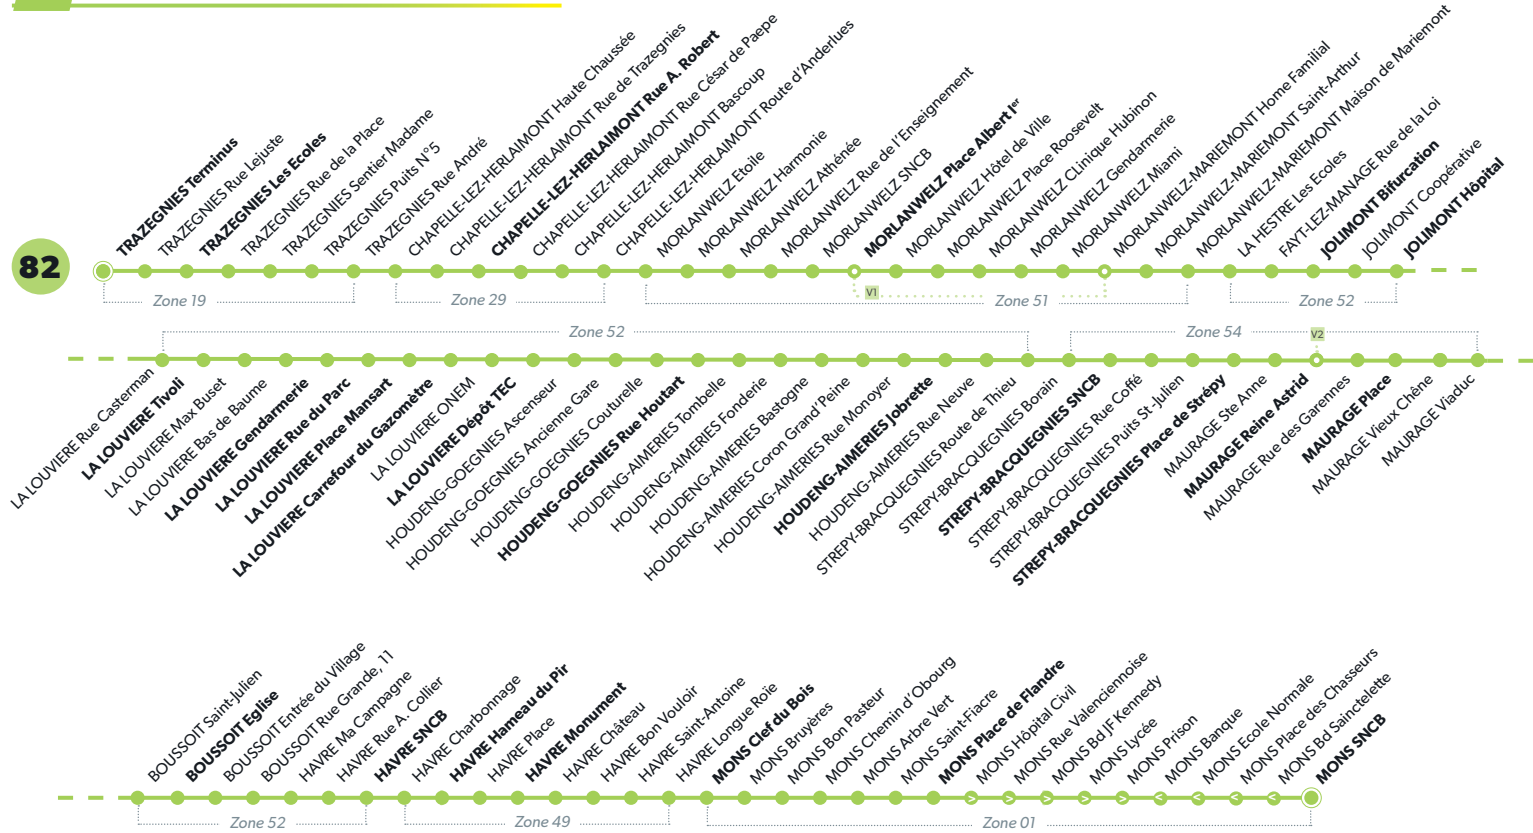 82
TRAZEGNIES Terminus
TRAZEGNIES Rue Lejuste
TRAZEGNIES Les Ecoles
TRAZEGNIES Rue de la Place
TRAZEGNIES Sentier Madame
TRAZEGNIES Puits N°5
TRAZEGNIES Rue André
CHAPELLE-LEZ-HERLAIMONT Haute Chaussée
CHAPELLE-LEZ-HERLAIMONT Rue de Trazegnies
CHAPELLE-LEZ-HERLAIMONT Rue A. Robert
CHAPELLE-LEZ-HERLAIMONT Rue César de Paepe
CHAPELLE-LEZ-HERLAIMONT Bascoup
CHAPELLE-LEZ-HERLAIMONT Route d'Anderlues
MORLANWELZ Etoile
MORLANWELZ Harmonie
MORLANWELZ Athénée
MORLANWELZ Rue de l'Enseignement
MORLANWELZ SNCB
MORLANWELZ Place Albert Ier
MORLANWELZ Hôtel de Ville
MORLANWELZ Place Roosevelt
MORLANWELZ Clinique Hubinon
MORLANWELZ Gendarmerie
MORLANWELZ Miami
MORLANWELZ-MARIEMONT Home Familial
MORLANWELZ-MARIEMONT Saint-Arthur
MORLANWELZ-MARIEMONT Maison de Mariemont
LA HESTRE Les Ecoles
FAYT-LEZ-MANAGE Rue de la Loi
JOLIMONT Bifurcation
JOLIMONT Coopérative
JOLIMONT Hôpital
Zone 19
Zone 29
V1
Zone 51
Zone 52
Zone 52
Zone 54
V2
LA LOUVIERE Rue Casterman
LA LOUVIERE Tivoli
LA LOUVIERE Max Buset
LA LOUVIERE Bas de Baume
LA LOUVIERE Gendarmerie
LA LOUVIERE Rue du Parc
LA LOUVIERE Place Mansart
LA LOUVIERE Carrefour du Gazomètre
LA LOUVIERE ONEM
LA LOUVIERE Dépôt TEC
HOUDENG-GOEGNIES Ascenseur
HOUDENG-GOEGNIES Ancienne Gare
HOUDENG-GOEGNIES Couturelle
HOUDENG-GOEGNIES Rue Houtart
HOUDENG-AIMERIES Tombelle
HOUDENG-AIMERIES Fonderie
HOUDENG-AIMERIES Bastogne
HOUDENG-AIMERIES Coron Grand'Peine
HOUDENG-AIMERIES Rue Monoyer
HOUDENG-AIMERIES Jobrette
HOUDENG-AIMERIES Rue Neuve
STREPY-BRACQUEGNIES Route de Thieu
STREPY-BRACQUEGNIES Borain
STREPY-BRACQUEGNIES SNCB
STREPY-BRACQUEGNIES Rue Coffé
STREPY-BRACQUEGNIES Puits St-Julien
STREPY-BRACQUEGNIES Place de Strépy
MAURAGE Ste Anne
MAURAGE Reine Astrid
MAURAGE Rue des Garennes
MAURAGE Place
MAURAGE Vieux Chêne
MAURAGE Viaduc
BOUSSOIT Saint-Julien
BOUSSOIT Eglise
BOUSSOIT Entrée du Village
BOUSSOIT Rue Grande, 11
HAVRE Ma Campagne
HAVRE Rue A. Collier
HAVRE SNCB
HAVRE Charbonnage
HAVRE Hameau du Pir
HAVRE Place
HAVRE Monument
HAVRE Château
HAVRE Bon Vouloir
HAVRE Saint-Antoine
HAVRE Longue Roie
MONS Clef du Bois
MONS Bruyères
MONS Bon Pasteur
MONS Chemin d'Obourg
MONS Arbre Vert
MONS Saint-Fiacre
MONS Place de Flandre
MONS Hôpital Civil
MONS Rue Valenciennoise
MONS Bd JF Kennedy
MONS Lycée
MONS Prison
MONS Banque
MONS Ecole Normale
MONS Place des Chasseurs
MONS Bd Sainctelette
MONS SNCB
Zone 52
Zone 49
Zone 01